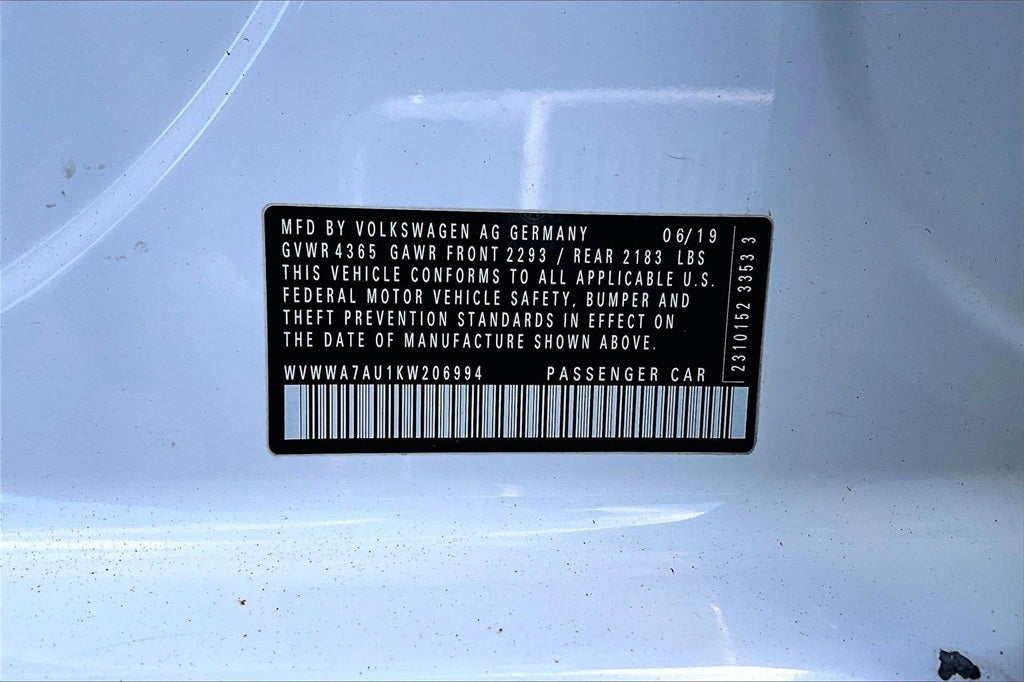 MFD BY VOLKSWAGEN AG GERMANY 06/19
GVWR 4365 GAWR FRONT 2293 / REAR 2183 LBS
THIS VEHICLE CONFORMS TO ALL APPLICABLE U.S.
FEDERAL MOTOR VEHICLE SAFETY, BUMPER AND
THEFT PREVENTION STANDARDS IN EFFECT ON
THE DATE OF MANUFACTURE SHOWN ABOVE.
WVWWA7AU1KW206994 PASSENGER CAR
2310152 3353 3